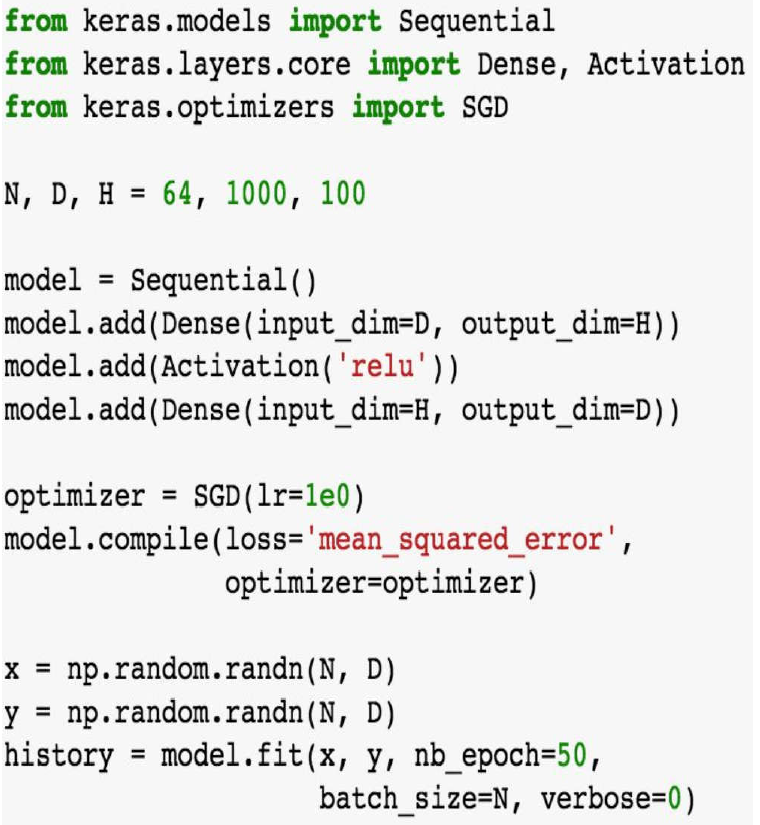 from keras.models import Sequential
from keras.layers.core import Dense, Activation
from keras.optimizers import SGD
N, D, H = 64, 1000, 100
model = Sequential()
model.add(Dense(input_dim=D, output_dim=H))
model.add(Activation('relu'))
model.add(Dense(input_dim=H, output_dim=D))
optimizer = SGD(lr=1e0)
model.compile(loss='mean_squared_error',
optimizer=optimizer)
x = np.random.randn(N, D)
y = np.random.randn(N, D)
history = model.fit(x, y, nb_epoch=50,
batch_size=N, verbose=0)